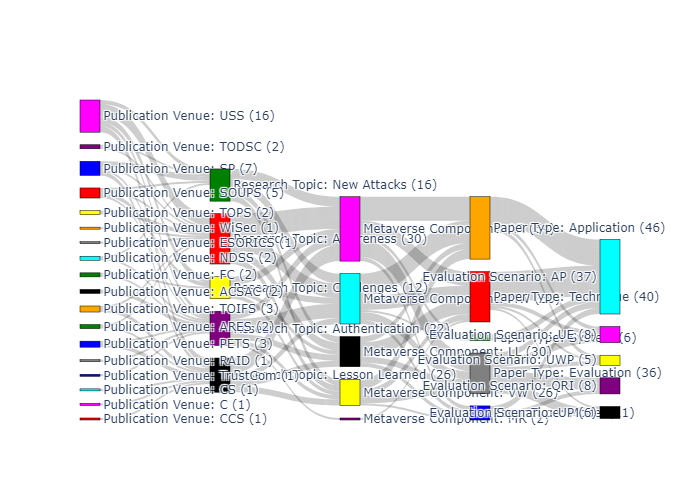 Publication Venue: USS (16)
Publication Venue: TODSC (2)
Publication Venue: SP (7)
Publication Venue: SOUPS (5)
Publication Venue: TOPS (2)
Publication Venue: WiSec (1)
Publication Venue: ESORICS (1)
Publication Venue: NDSS (2)
Publication Venue: FC (2)
Publication Venue: ACSAC (2)
Publication Venue: TOIFS (3)
Publication Venue: ARES (2)
Publication Venue: PETS (3)
Publication Venue: RAID (1)
Publication Venue: TrustCom (1)
Publication Venue: CS (1)
Publication Venue: C (1)
Publication Venue: CCS (1)
Research Topic: New Attacks (16)
Research Topic: Awareness (30)
Research Topic: Challenges (12)
Research Topic: Authentication (22)
Research Topic: Lesson Learned (26)
Metaverse Component:
Metaverse Component:
Metaverse Component: LL (30)
Metaverse Component: VW (26)
Metaverse Component: MR (2)
Paper Type: Application (46)
Paper Type: Technique (40)
Paper Type: (6)
Paper Type: Evaluation (36)
Evaluation Scenario: AP (37)
Evaluation Scenario: UE (8)
Evaluation Scenario: UWP (5)
Evaluation Scenario: QRI (8)
Evaluation Scenario: UPI (6)